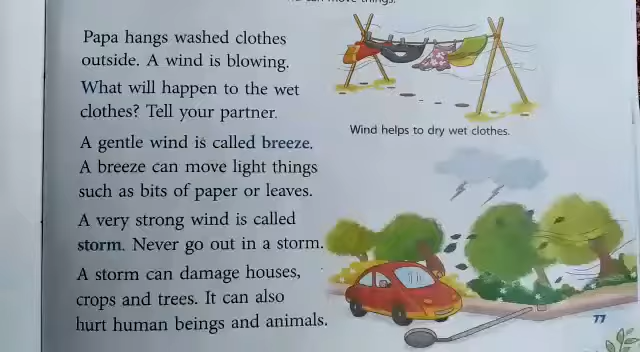 can move things.
Papa hangs washed clothes
outside. A wind is blowing.
What will happen to the wet
clothes? Tell your partner.
Wind helps to dry wet clothes.
A gentle wind is called breeze.
A breeze can move light things
such as bits of paper or leaves.
A very strong wind is called
storm. Never go out in a storm.
A storm can damage houses,
crops and trees. It can also
hurt human beings and animals.
77